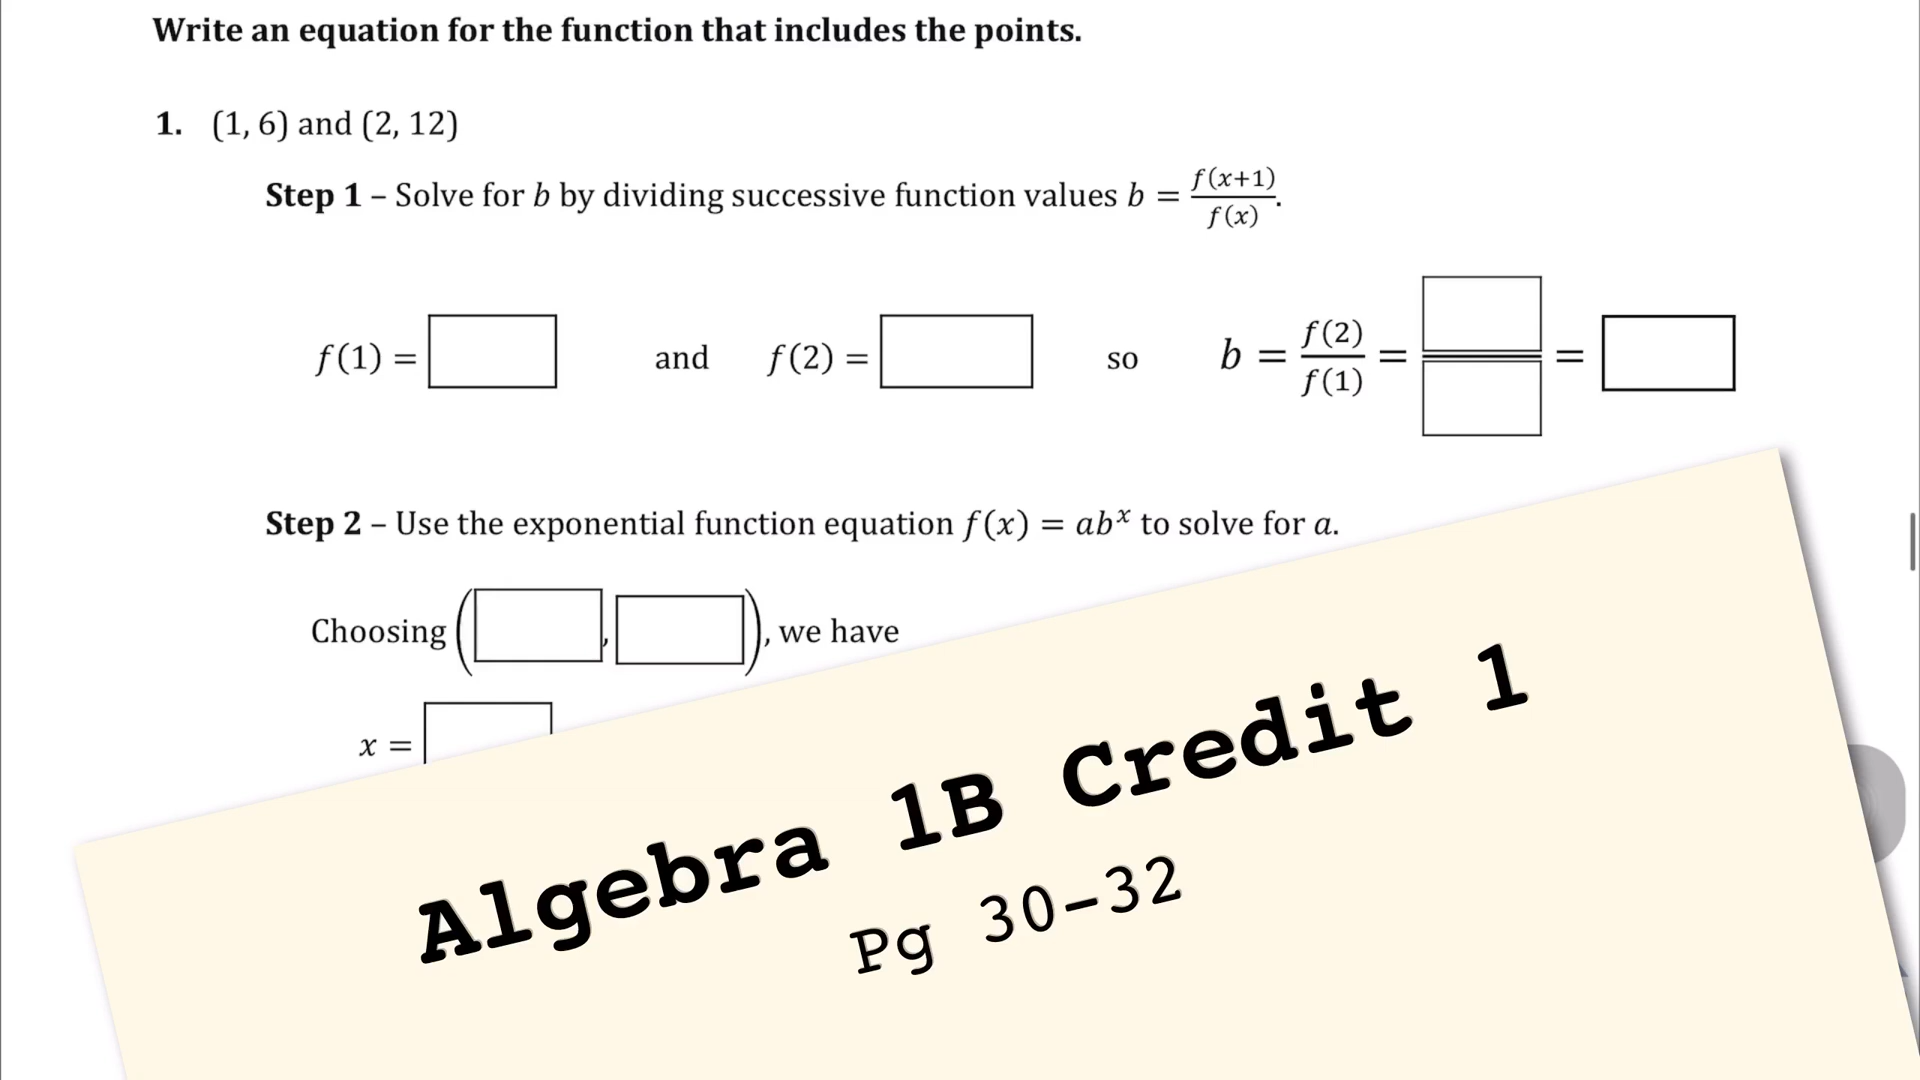 Write an equation for the function that includes the points.
1. (1, 6) and (2, 12)
Step 1 – Solve for b by dividing successive function values b = f(x+1)/f(x).
f(1) = and f(2) = so b = f(2)/f(1) = =
Step 2 – Use the exponential function equation f(x) = abˣ to solve for a.
Choosing ( , ), we have
x =
Algebra 1B Credit 1
Pg 30-32